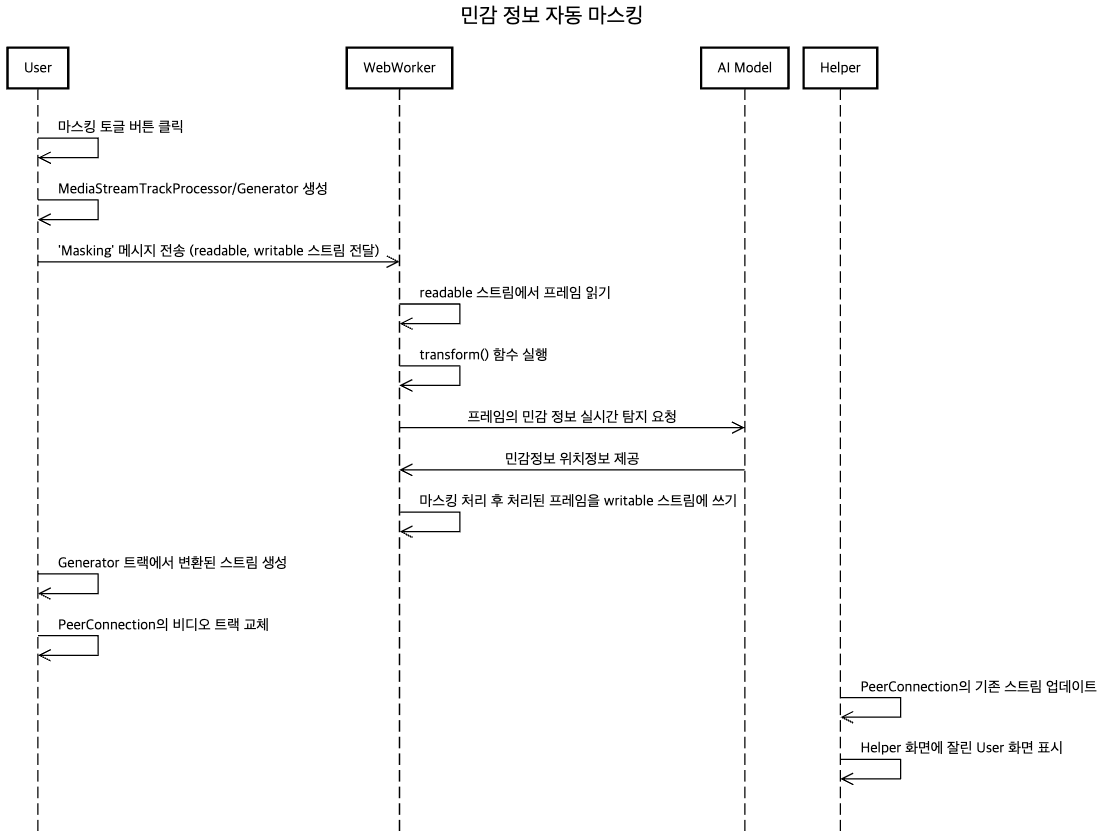 민감 정보 자동 마스킹
User
WebWorker
AI Model
Helper
마스킹 토글 버튼 클릭
MediaStreamTrackProcessor/Generator 생성
'Masking' 메시지 전송 (readable, writable 스트림 전달)
readable 스트림에서 프레임 읽기
transform() 함수 실행
프레임의 민감 정보 실시간 탐지 요청
민감정보 위치정보 제공
마스킹 처리 후 처리된 프레임을 writable 스트림에 쓰기
Generator 트랙에서 변환된 스트림 생성
PeerConnection의 비디오 트랙 교체
PeerConnection의 기존 스트림 업데이트
Helper 화면에 잘린 User 화면 표시